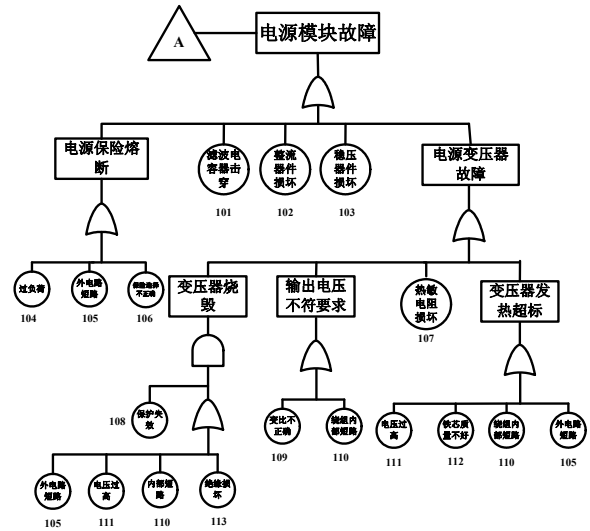 A
电源模块故障
电源保险熔
断
滤波电
容器击
穿
101
整流
器件
损坏
102
稳压
器件
损坏
103
电源变压器
故障
过负荷
104
外电路
短路
105
保险选择
不正确
106
变压器烧
毁
输出电压
不符要求
热敏
电阻
损坏
107
变压器发
热超标
108
保护失
效
变比不
正确
109
绕组内
部短路
110
电压过
高
111
铁芯质
量不好
112
绕组内
部短路
110
外电路
短路
105
外电路
短路
105
电压过
高
111
内部短
路
110
绝缘损
坏
113